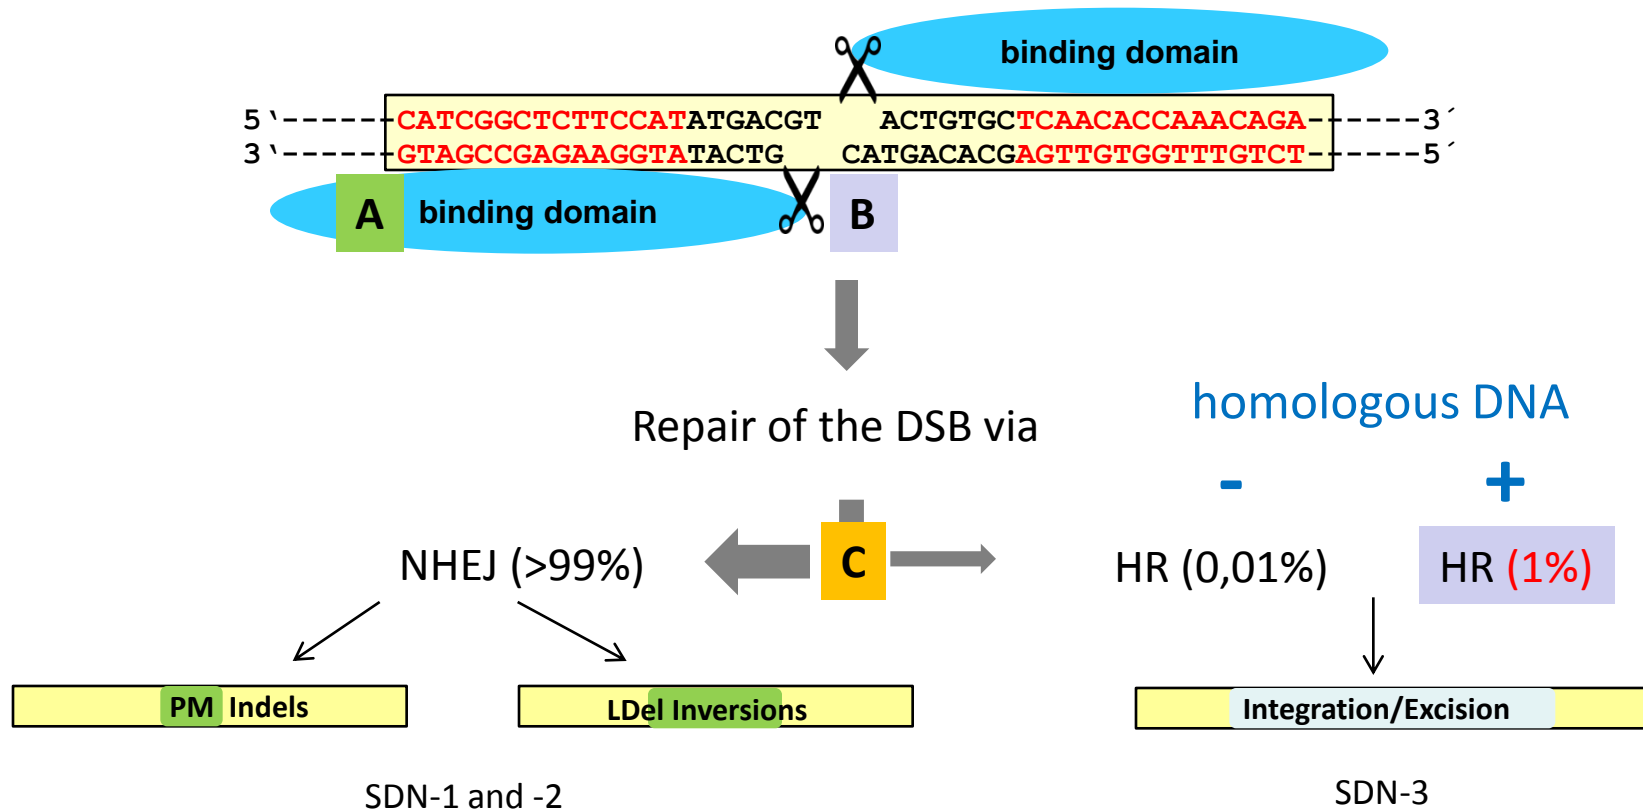 binding domain
5`------CATCGGCTCTTCCATATGACGT ACTGTGCTCAACACCAAACAGA------3´
3`------GTAGCCGAGAAGGTATACTG CATGACACGAGTTGTGGTTTGTCT------5´
A binding domain B
homologous DNA
Repair of the DSB via
- +
NHEJ (>99%) C HR (0,01%) HR (1%)
PM Indels LDel Inversions Integration/Excision
SDN-1 and -2 SDN-3